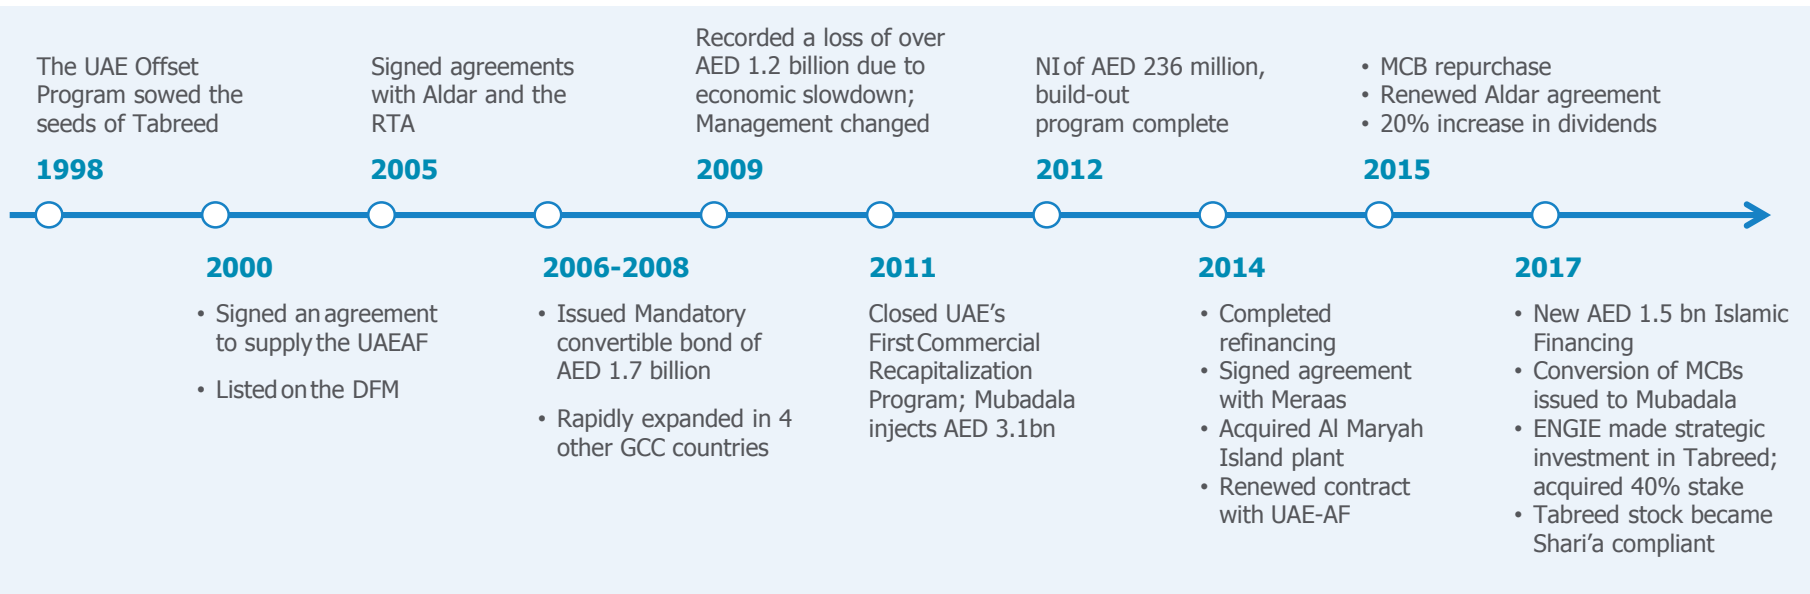 The UAE Offset
Program sowed the
seeds of Tabreed
1998
Signed agreements
with Aldar and the
RTA
2005
Recorded a loss of over
AED 1.2 billion due to
economic slowdown;
Management changed
2009
NI of AED 236 million,
build-out
program complete
2012
• MCB repurchase
• Renewed Aldar agreement
• 20% increase in dividends
2015
2000
• Signed an agreement
to supply the UAEAF
• Listed on the DFM
2006-2008
• Issued Mandatory
convertible bond of
AED 1.7 billion
• Rapidly expanded in 4
other GCC countries
2011
Closed UAE’s
First Commercial
Recapitalization
Program; Mubadala
injects AED 3.1bn
2014
• Completed
refinancing
• Signed agreement
with Meraas
• Acquired Al Maryah
Island plant
• Renewed contract
with UAE-AF
2017
• New AED 1.5 bn Islamic
Financing
• Conversion of MCBs
issued to Mubadala
• ENGIE made strategic
investment in Tabreed;
acquired 40% stake
• Tabreed stock became
Shari’a compliant